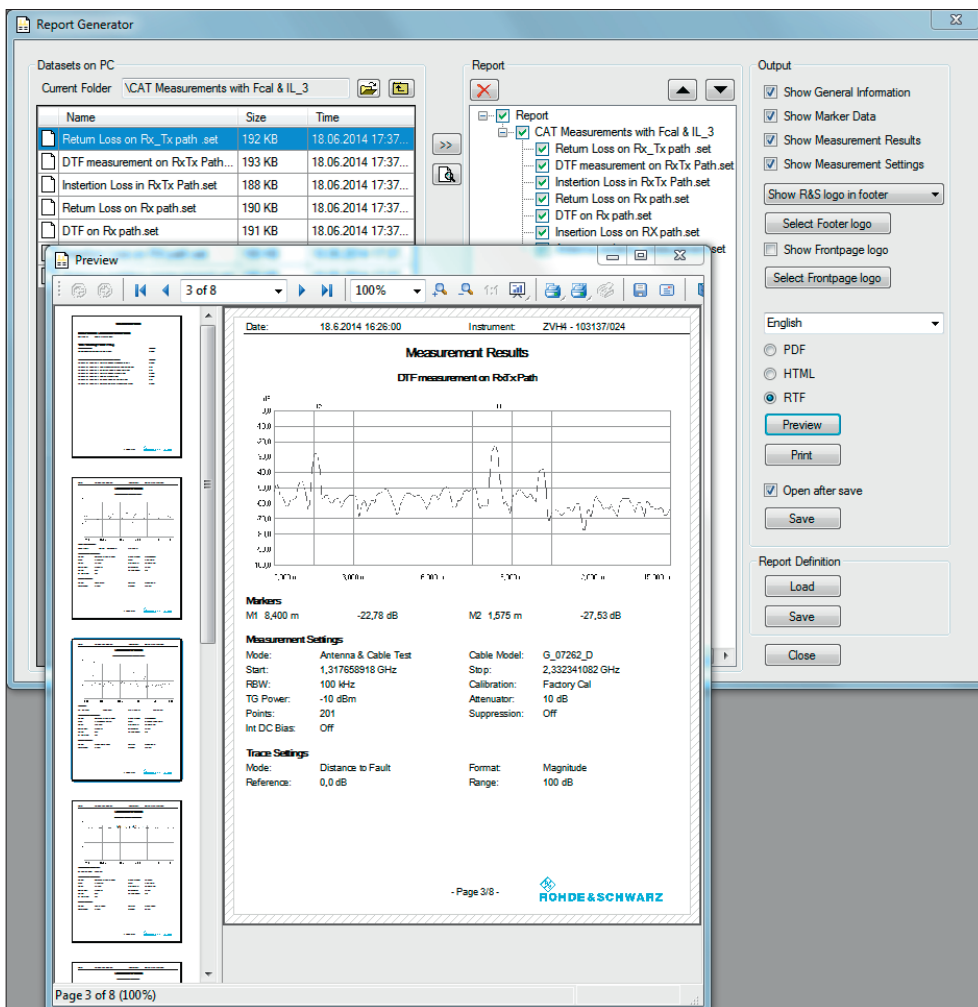 Report Generator
Datasets on PC
Current Folder \CAT Measurements with Fcal & IL_3
Name Size Time
Return Loss on Rx_Tx path .set 192 KB 18.06.2014 17:37...
DTF measurement on RxTx Path... 193 KB 18.06.2014 17:37...
Instertion Loss in RxTx Path.set 188 KB 18.06.2014 17:37...
Return Loss on Rx path.set 190 KB 18.06.2014 17:37...
DTF on Rx path.set 191 KB 18.06.2014 17:37...
>>
Report
Report
CAT Measurements with Fcal & IL_3
Return Loss on Rx_Tx path .set
DTF measurement on RxTx Path.set
Instertion Loss in RxTx Path.set
Return Loss on Rx path.set
DTF on Rx path.set
Insertion Loss on RX path.set
set
Output
Show General Information
Show Marker Data
Show Measurement Results
Show Measurement Settings
Show R&S logo in footer
Select Footer logo
Show Frontpage logo
Select Frontpage logo
English
PDF
HTML
RTF
Preview
Print
Open after save
Save
Report Definition
Load
Save
Close
Preview
3 of 8
100%
1:1
Date: 18.6.2014 16:26:00 Instrument: ZVH4 - 103137/024
Measurement Results
DTF measurement on RxTx Path
Markers
M1 8,400 m -22,78 dB M2 1,575 m -27,53 dB
Measurement Settings
Mode: Antenna & Cable Test Cable Model: G_07262_D
Start: 1,317658918 GHz Stop: 2,332341082 GHz
RBW: 100 kHz Calibration: Factory Cal
TG Power: -10 dBm Attenuator: 10 dB
Points: 201 Suppression: Off
Int DC Bias: Off
Trace Settings
Mode: Distance to Fault Format: Magnitude
Reference: 0,0 dB Range: 100 dB
- Page 3/8 -
ROHDE & SCHWARZ
Page 3 of 8 (100%)